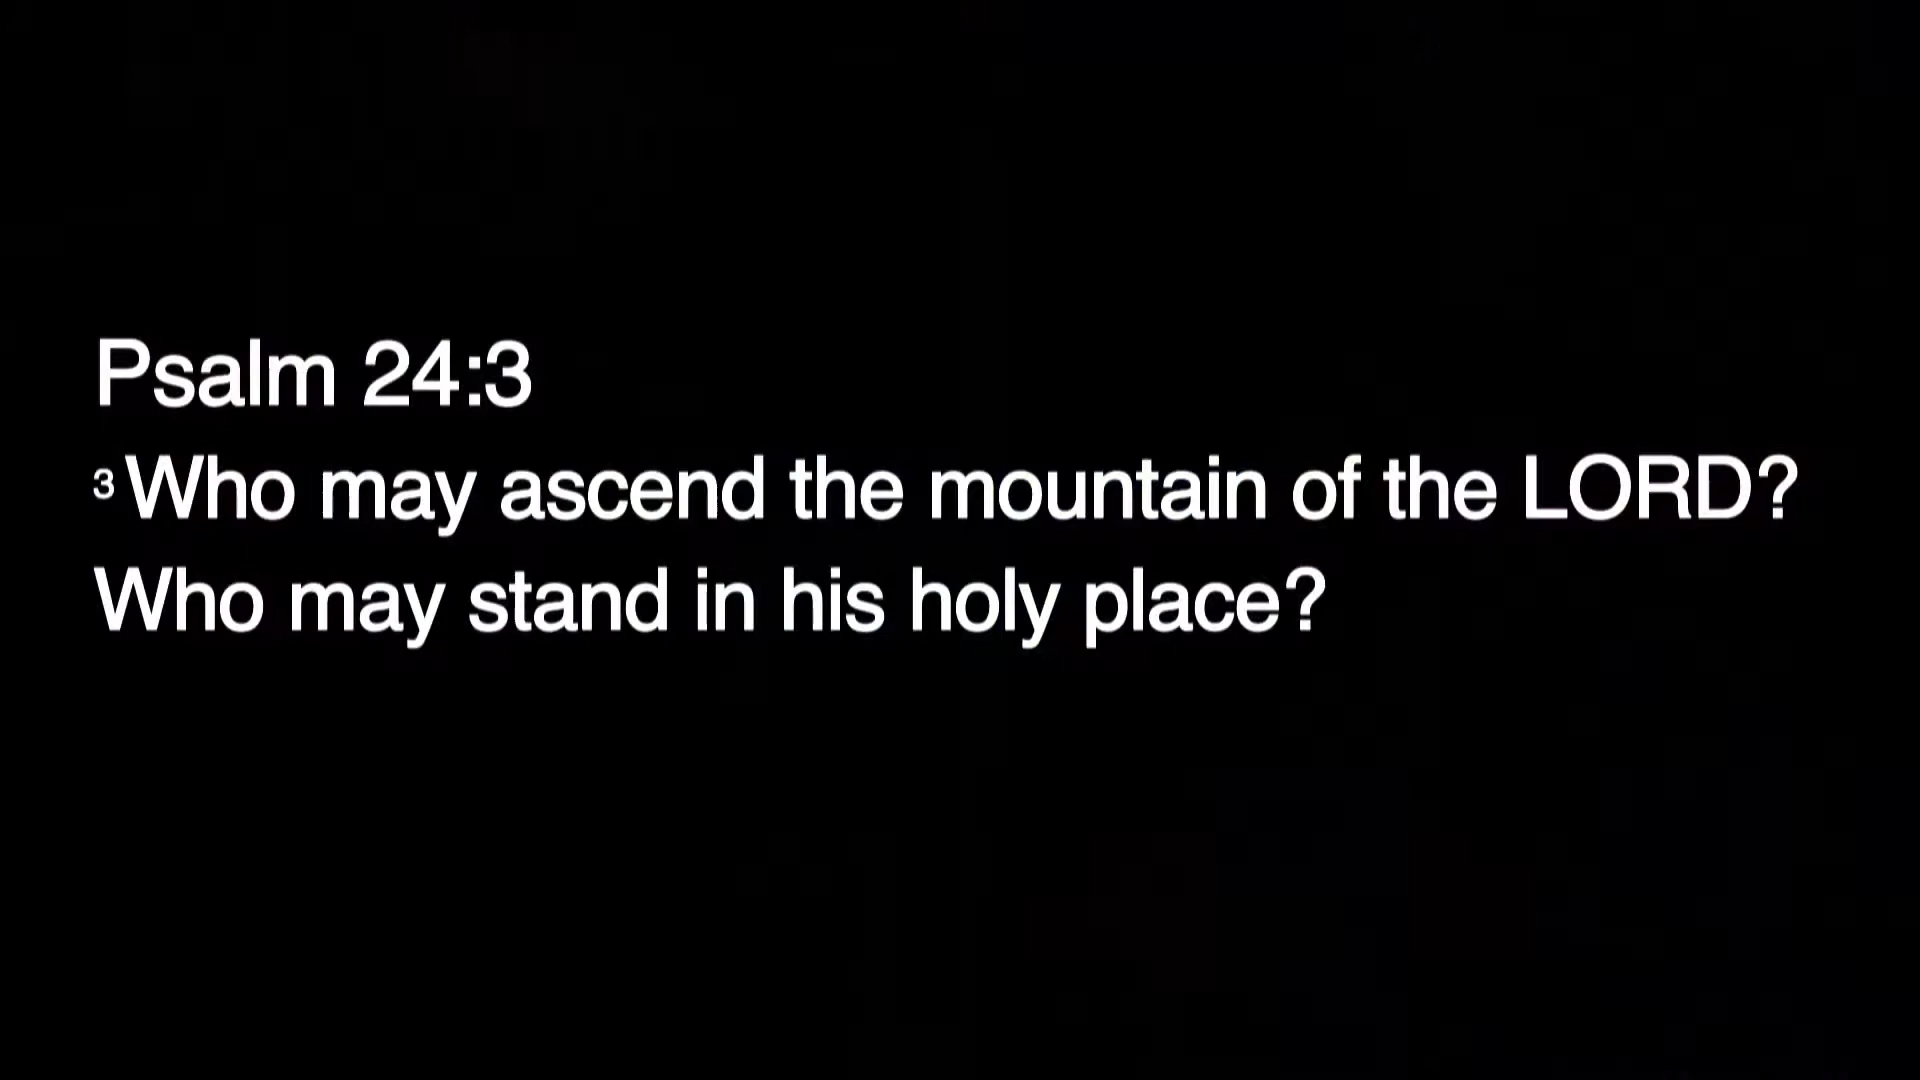 Psalm 24:3
³Who may ascend the mountain of the LORD?
Who may stand in his holy place?